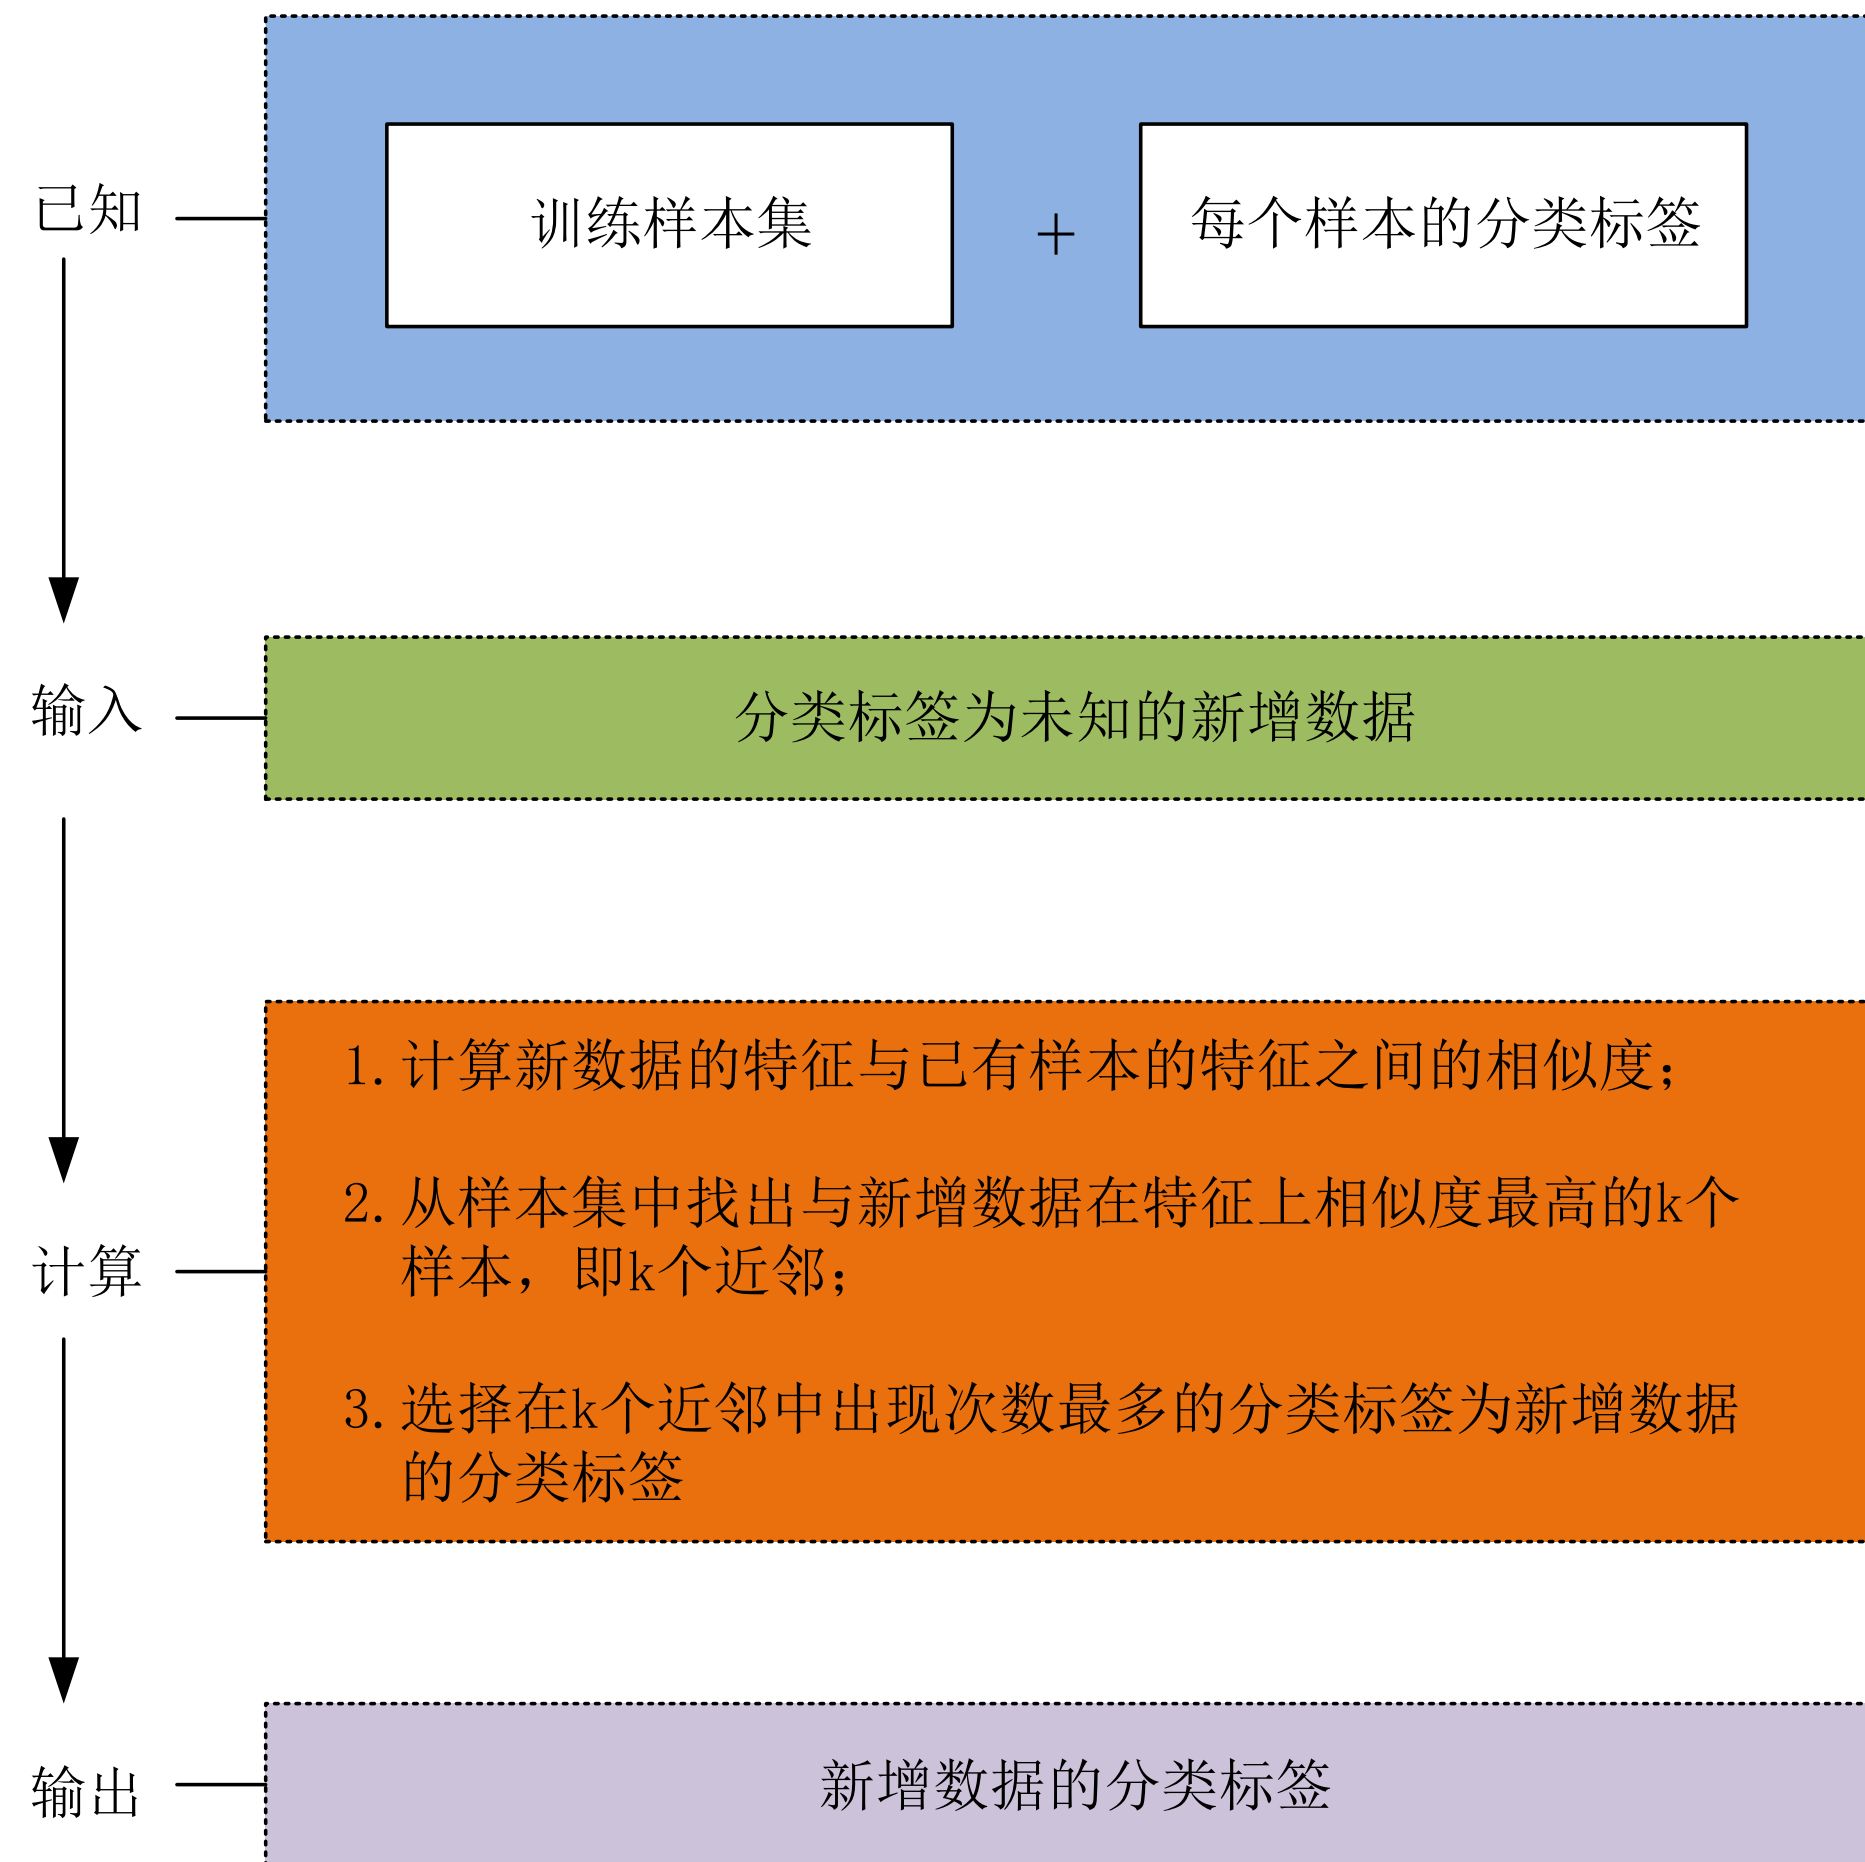 已知
训练样本集
+
每个样本的分类标签
输入
分类标签为未知的新增数据
计算
1. 计算新数据的特征与已有样本的特征之间的相似度；
2. 从样本集中找出与新增数据在特征上相似度最高的k个
样本，即k个近邻；
3. 选择在k个近邻中出现次数最多的分类标签为新增数据
的分类标签
输出
新增数据的分类标签